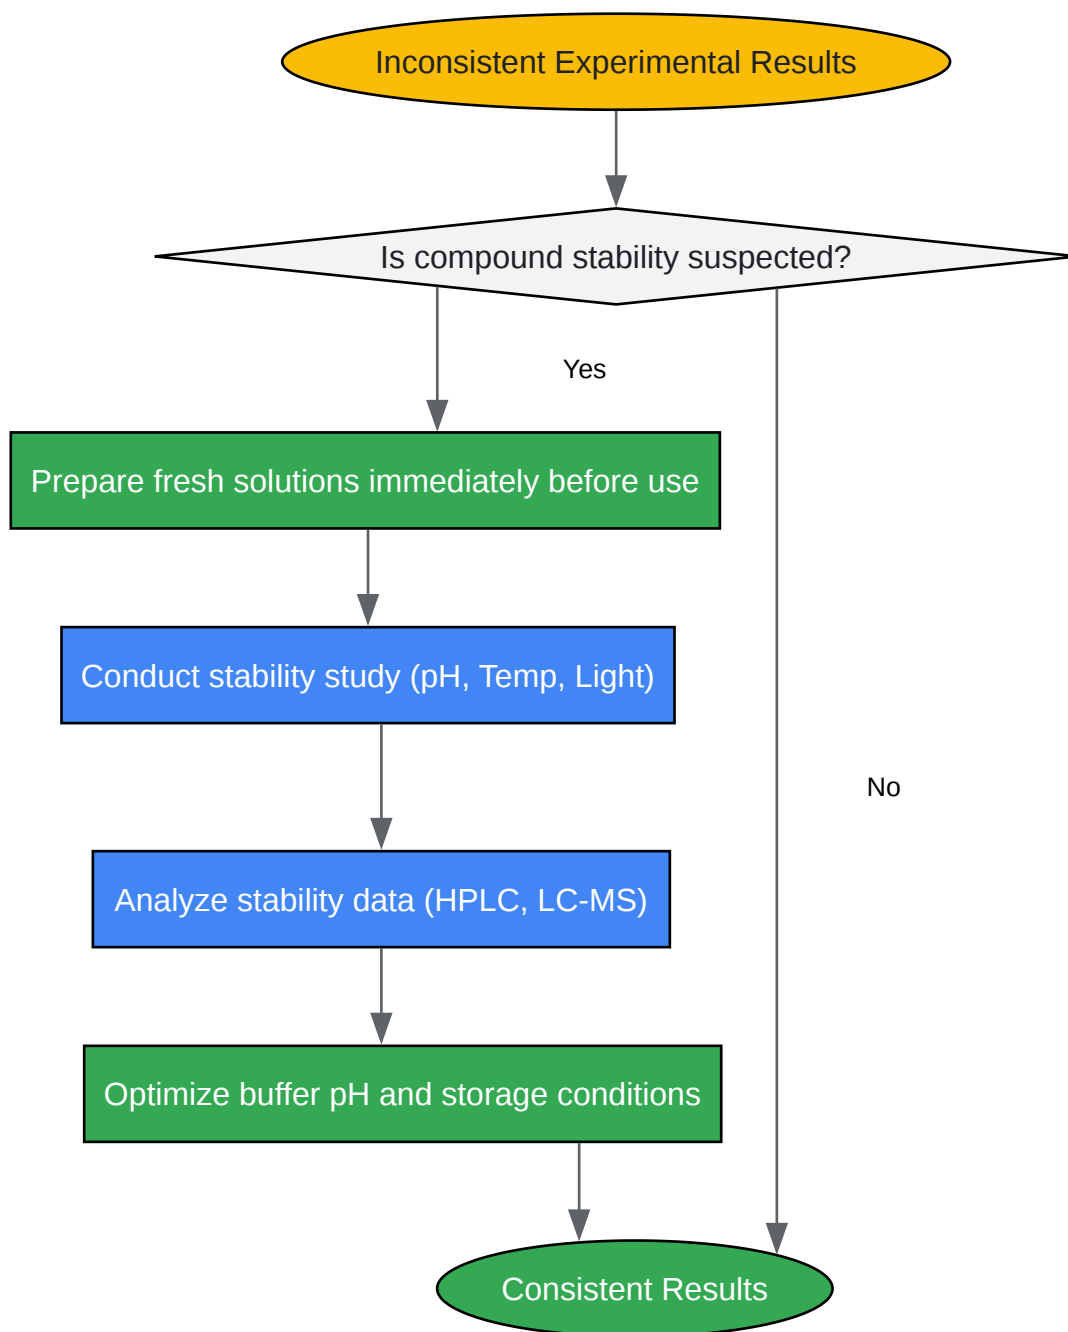 Inconsistent Experimental Results
Is compound stability suspected?
Yes
Prepare fresh solutions immediately before use
Conduct stability study (pH, Temp, Light)
No
Analyze stability data (HPLC, LC-MS)
Optimize buffer pH and storage conditions
Consistent Results